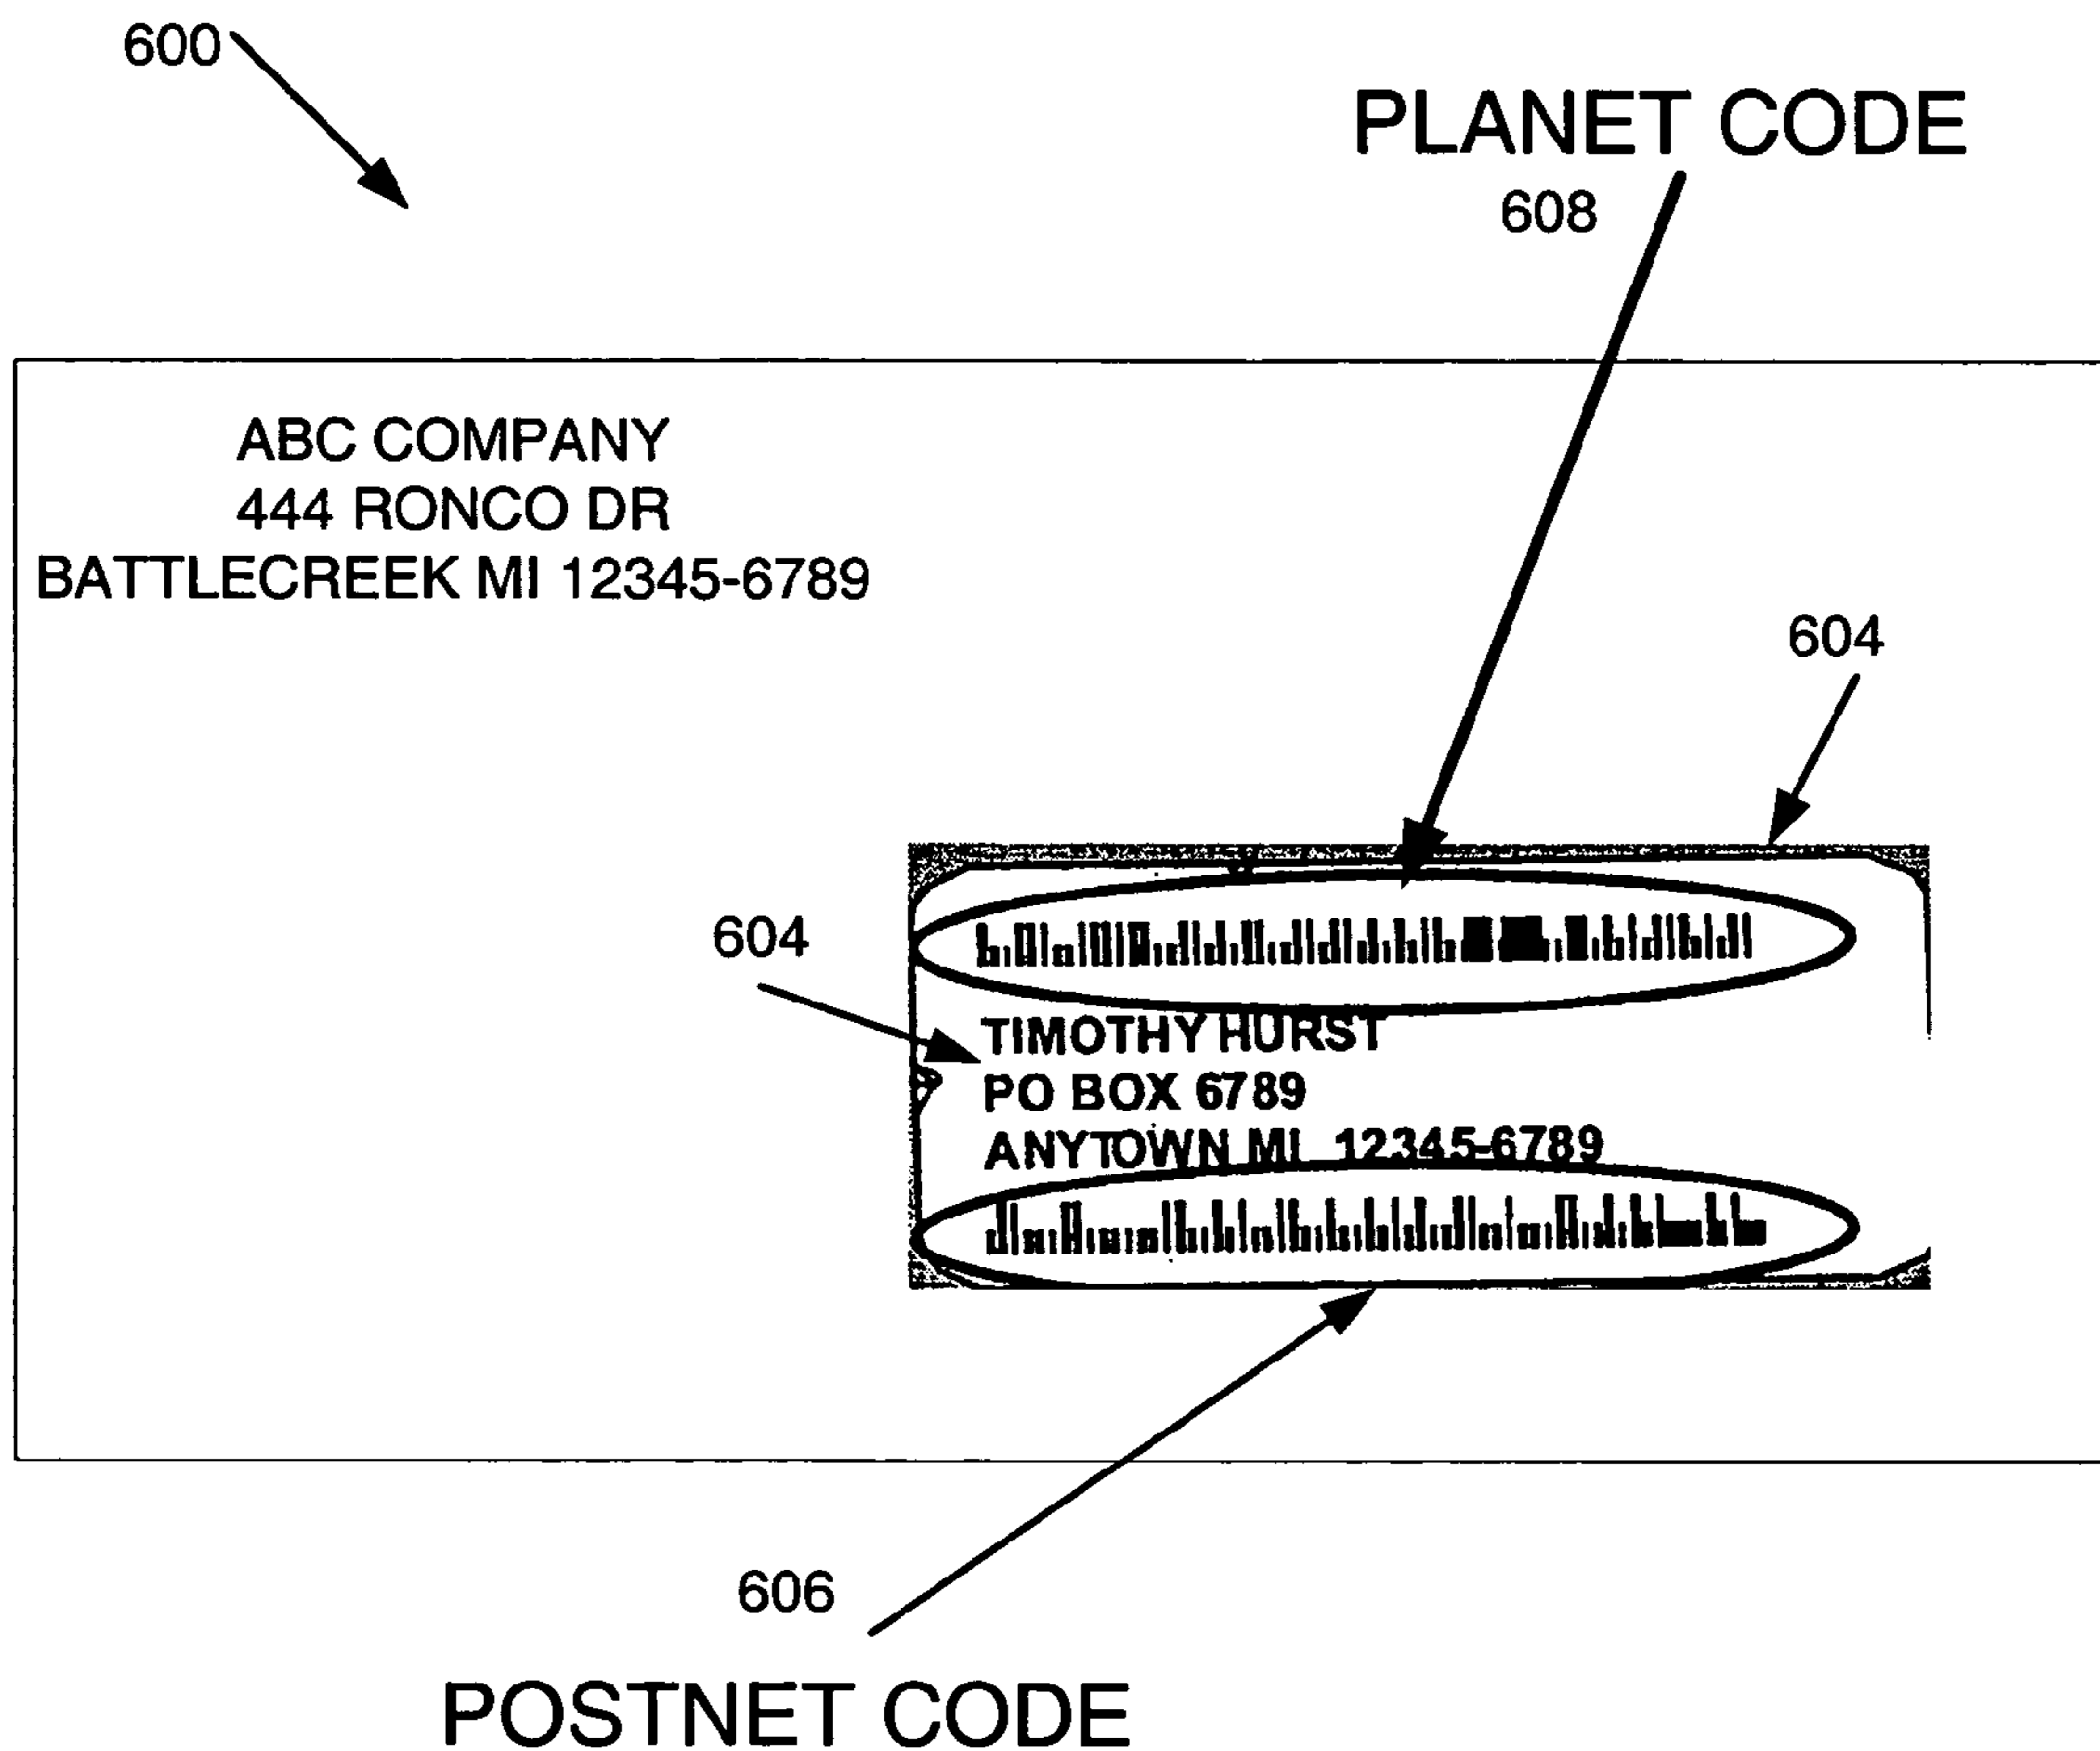 600
PLANET CODE
608
ABC COMPANY
444 RONCO DR
BATTLECREEK MI 12345-6789
604
604
TIMOTHY HURST
PO BOX 6789
ANYTOWN MI 12345-6789
606
POSTNET CODE